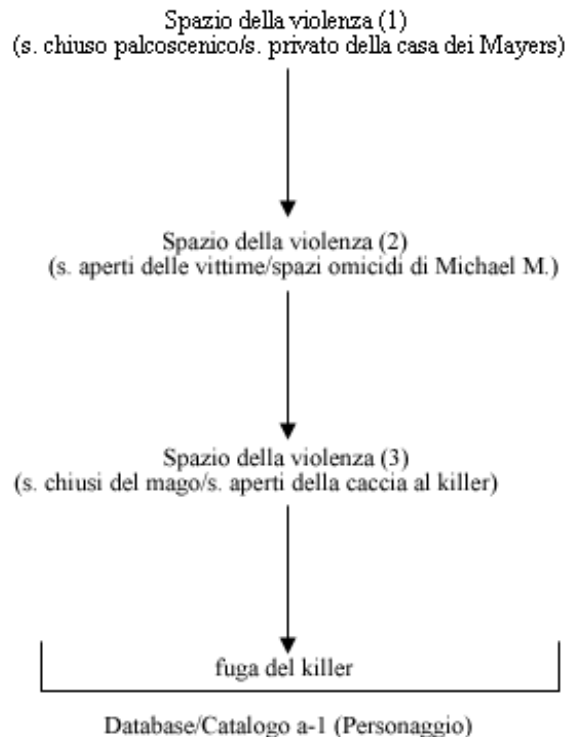 Spazio della violenza (1)
(s. chiuso palcoscenico/s. privato della casa dei Mayers)
Spazio della violenza (2)
(s. aperti delle vittime/spazi omicidi di Michael M.)
Spazio della violenza (3)
(s. chiusi del mago/s. aperti della caccia al killer)
fuga del killer
Database/Catalogo a-1 (Personaggio)